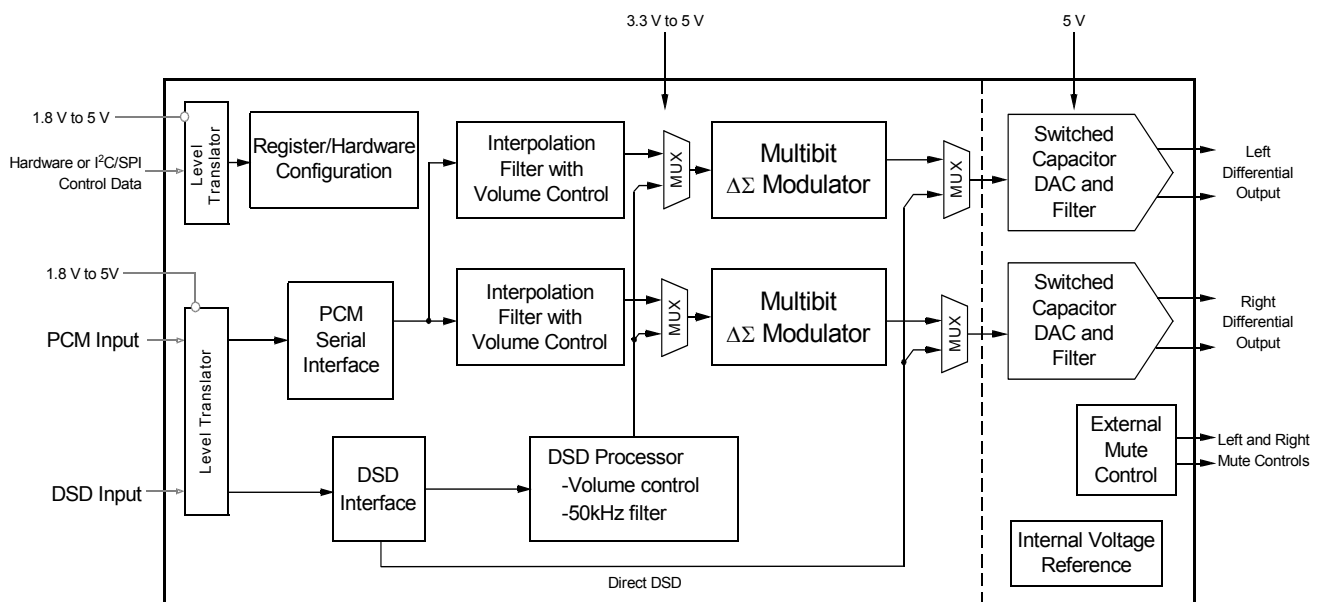 3.3 V to 5 V
5 V
1.8 V to 5 V
Hardware or I²C/SPI
Control Data
Level
Translator
Register/Hardware
Configuration
Interpolation
Filter with
Volume Control
MUX
Multibit
ΔΣ Modulator
MUX
Switched
Capacitor
DAC and
Filter
Left
Differential
Output
1.8 V to 5V
PCM Input
Level Translator
PCM
Serial
Interface
Interpolation
Filter with
Volume Control
MUX
Multibit
ΔΣ Modulator
MUX
Switched
Capacitor
DAC and
Filter
Right
Differential
Output
DSD Input
DSD
Interface
DSD Processor
-Volume control
-50kHz filter
External
Mute
Control
Left and Right
Mute Controls
Internal Voltage
Reference
Direct DSD